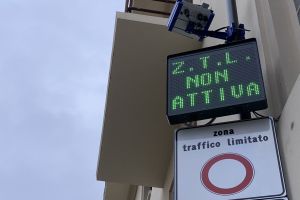 Z.T.L.
NON
ATTIVA
zona
traffico limitato